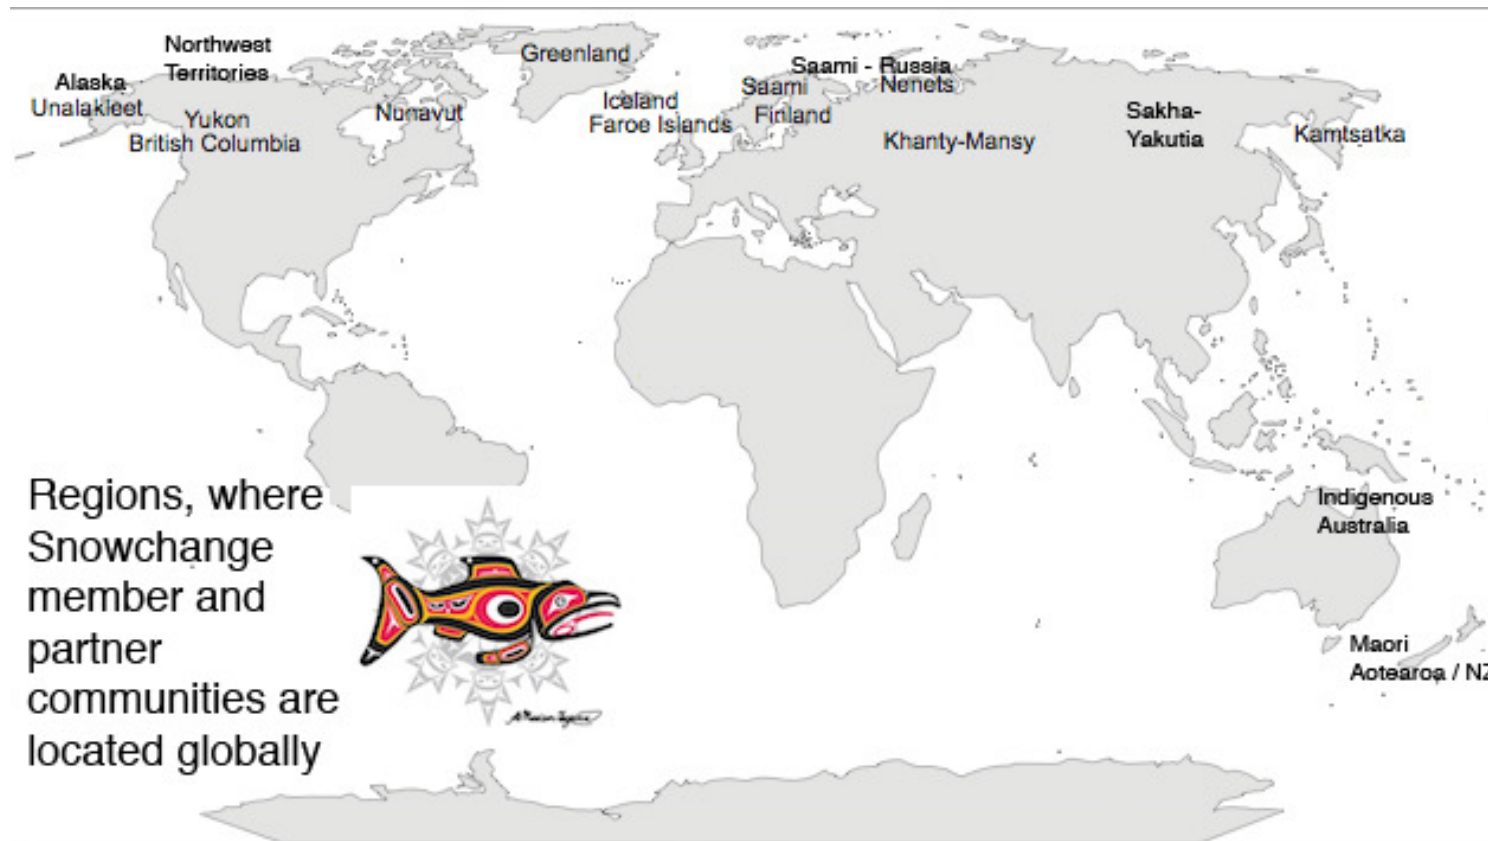 Northwest
Territories
Alaska
Unalakleet
Yukon
British Columbia
Nunavut
Greenland
Iceland
Faroe Islands
Saami - Russia
Saami
Nenets
Finland
Khanty-Mansy
Sakha-
Yakutia
Kamtsatka
Indigenous
Australia
Maori
Aotearoa / NZ
Regions, where
Snowchange
member and
partner
communities are
located globally